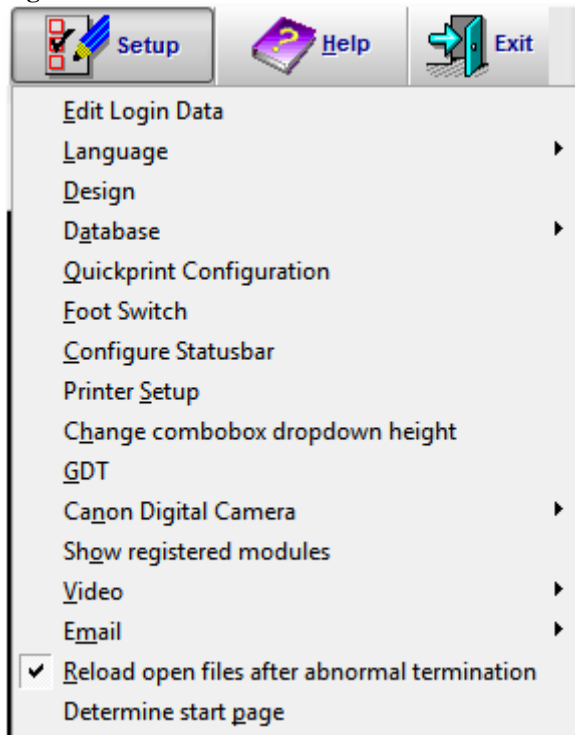 Setup Help Exit
Edit Login Data
Language
Design
Database
Quickprint Configuration
Foot Switch
Configure Statusbar
Printer Setup
Change combobox dropdown height
GDT
Canon Digital Camera
Show registered modules
Video
Email
Reload open files after abnormal termination
Determine start page